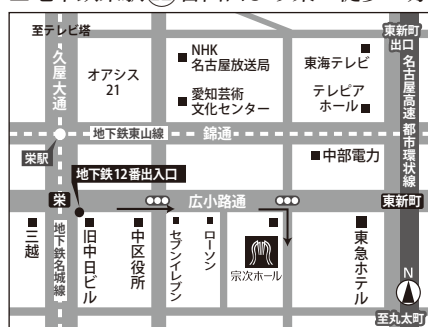 至テレビ塔
久屋大通
オアシス
21
NHK
名古屋放送局
愛知芸術
文化センター
東海テレビ
テレピア
ホール
東新町
出口
名古屋高速 都市環状線
地下鉄東山線
錦通
栄駅
地下鉄12番出入口
中部電力
栄
広小路通
東新町
三越
地下鉄名城線
旧中日ビル
中区役所
セブンイレブン
ローソン
宗次ホール
東急ホテル
N
至丸太町